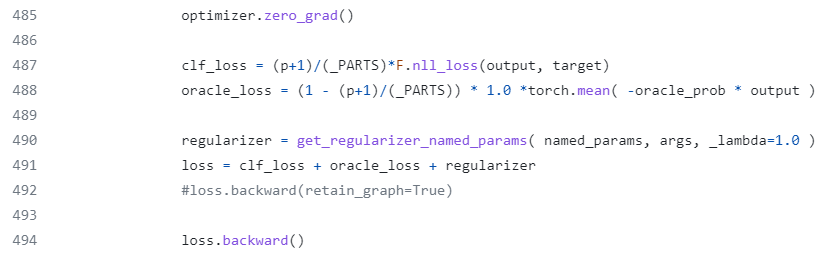 485 optimizer.zero_grad()
486
487 clf_loss = (p+1)/(_PARTS)*F.nll_loss(output, target)
488 oracle_loss = (1 - (p+1)/(_PARTS)) * 1.0 *torch.mean( -oracle_prob * output )
489
490 regularizer = get_regularizer_named_params( named_params, args, _lambda=1.0 )
491 loss = clf_loss + oracle_loss + regularizer
492 #loss.backward(retain_graph=True)
493
494 loss.backward()